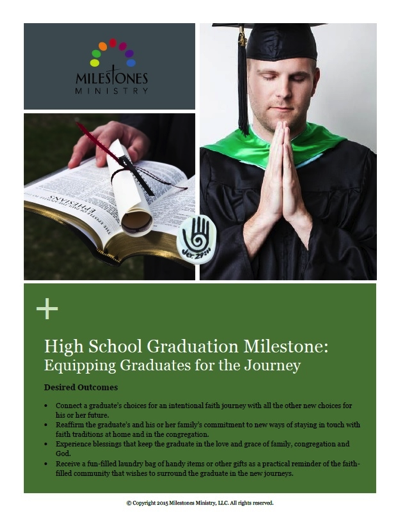 MILESTONES
MINISTRY
EPHESIANS
Jer. 29:11
+
High School Graduation Milestone:
Equipping Graduates for the Journey
Desired Outcomes
• Connect a graduate's choices for an intentional faith journey with all the other new choices for
his or her future.
• Reaffirm the graduate's and his or her family's commitment to new ways of staying in touch with
faith traditions at home and in the congregation.
• Experience blessings that keep the graduate in the love and grace of family, congregation and
God.
• Receive a fun-filled laundry bag of handy items or other gifts as a practical reminder of the faith-
filled community that wishes to surround the graduate in the new journeys.
© Copyright 2015 Milestones Ministry, LLC. All rights reserved.